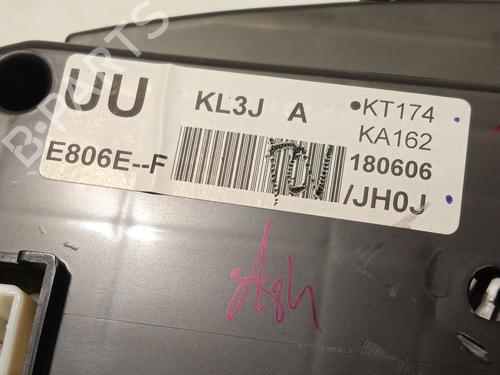 UU KL3J A •KT174
KA162
E806E--F 180606
/JH0J
B-PARTS